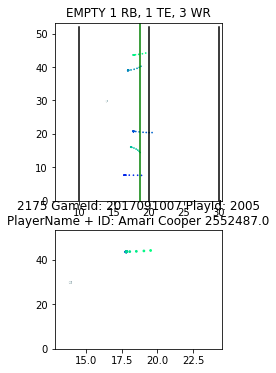 EMPTY 1 RB, 1 TE, 3 WR
50
40
30
20
10
0
10 15 20 25 30
2175 GameId: 2017091007 PlayId: 2005
PlayerName + ID: Amari Cooper 2552487.0
40
20
0
15.0 17.5 20.0 22.5